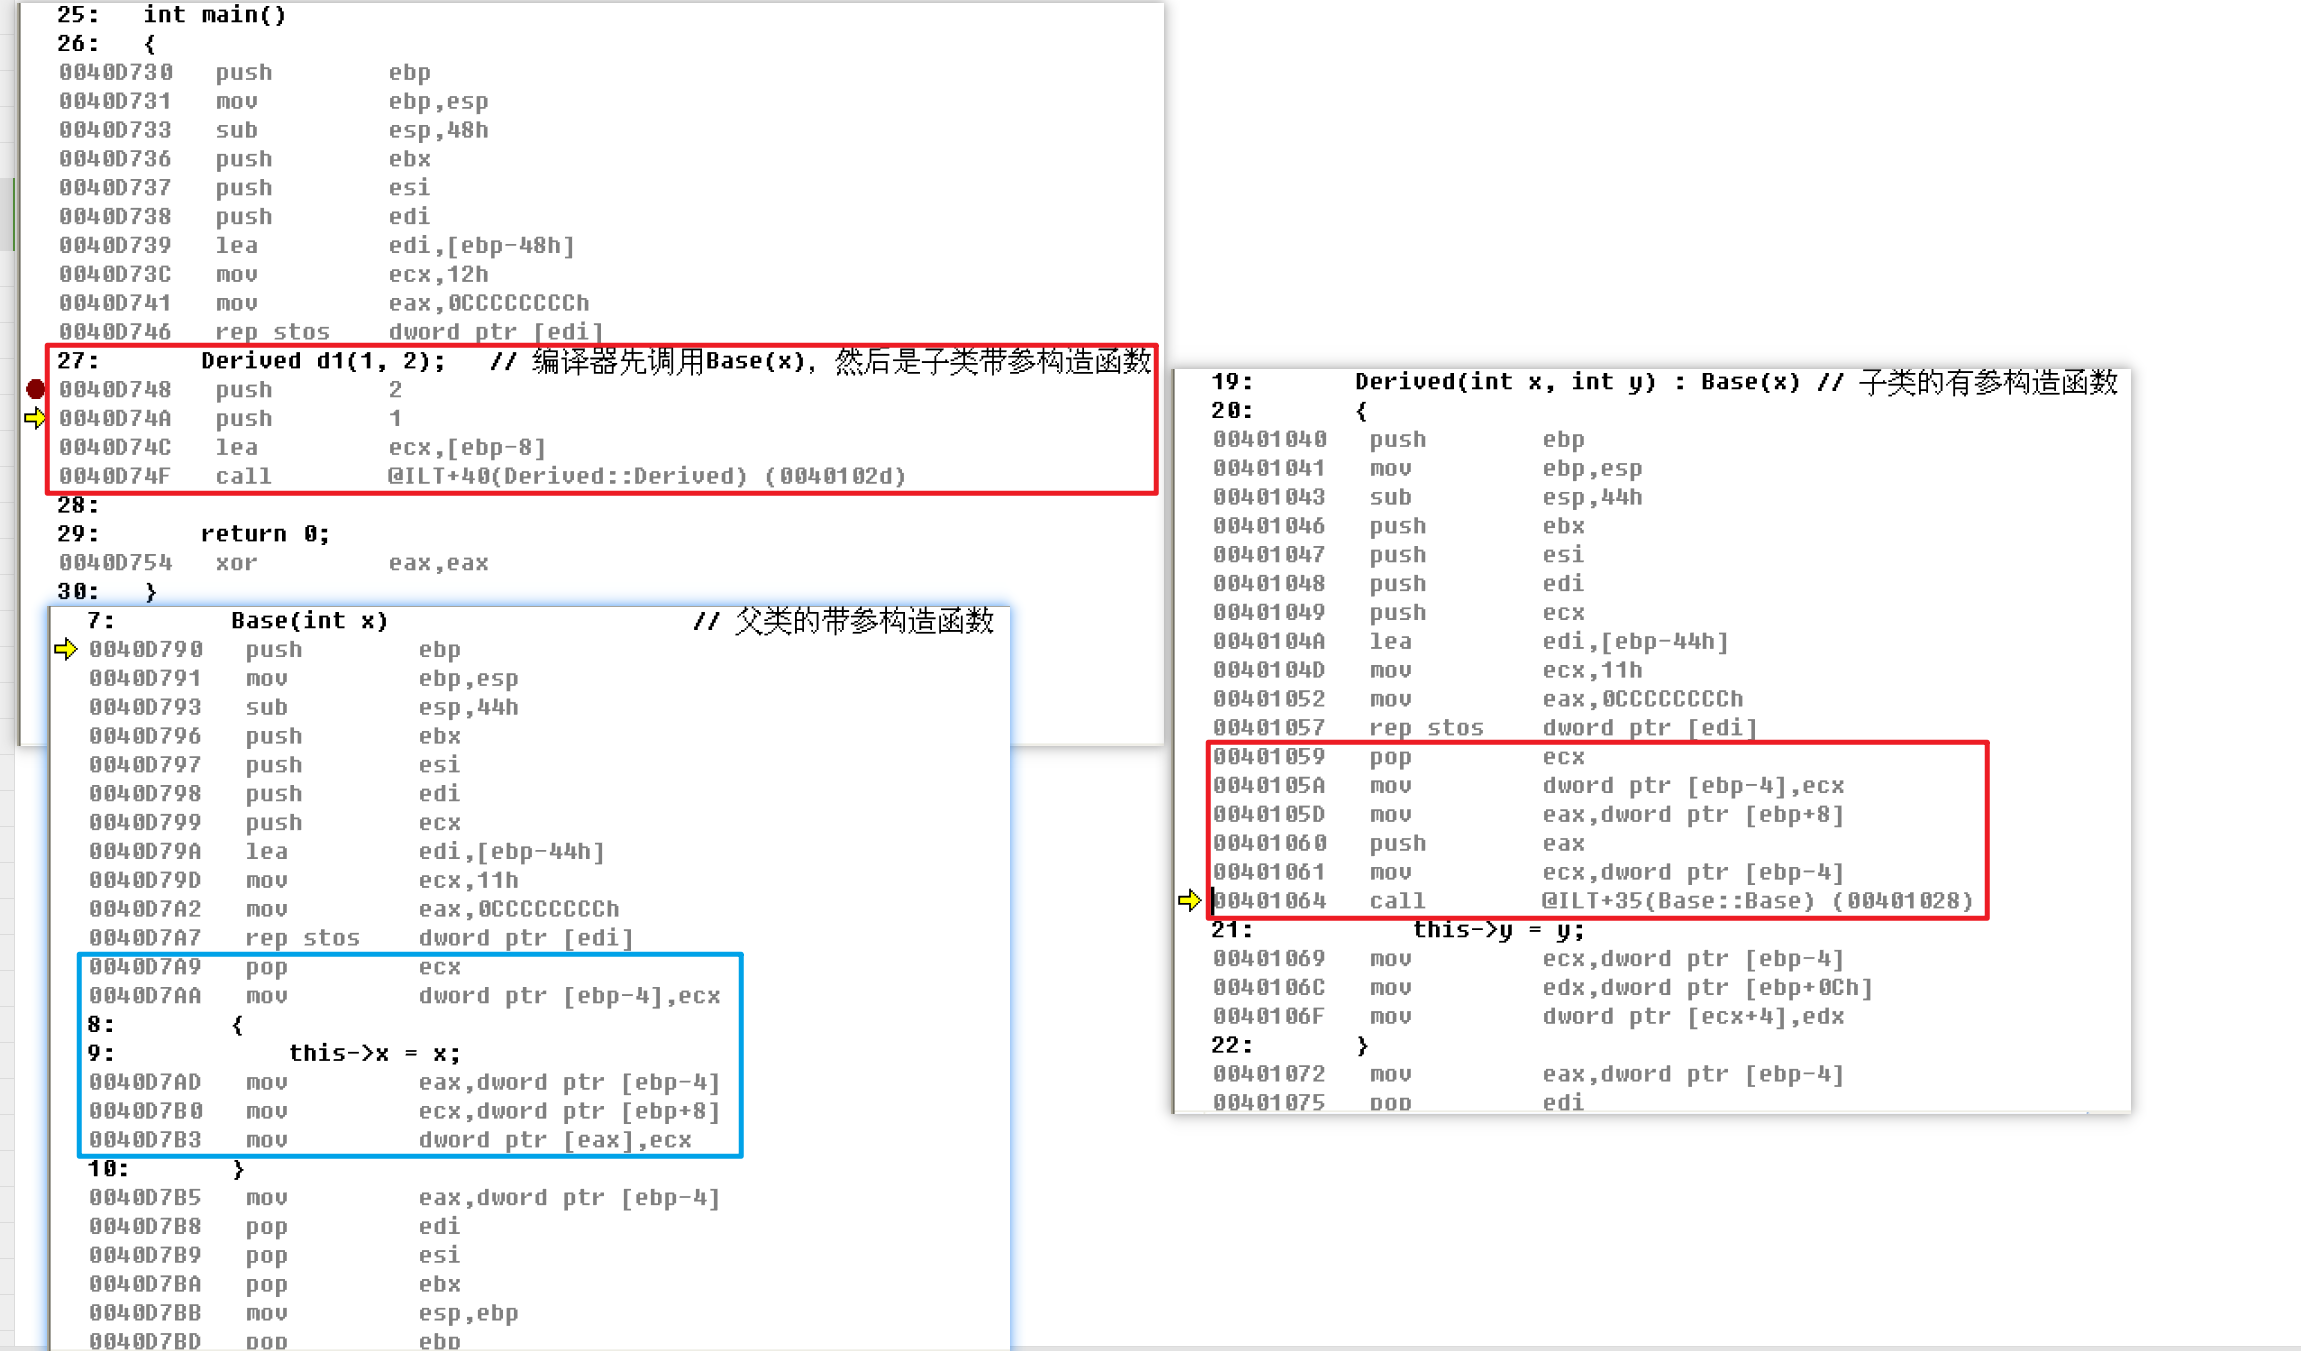 25:   int main()
26:   {
0040D730   push        ebp
0040D731   mov         ebp,esp
0040D733   sub         esp,48h
0040D736   push        ebx
0040D737   push        esi
0040D738   push        edi
0040D739   lea         edi,[ebp-48h]
0040D73C   mov         ecx,12h
0040D741   mov         eax,0CCCCCCCCh
0040D746   rep stos    dword ptr [edi]
27:       Derived d1(1, 2);   // 编译器先调用Base(x), 然后是子类带参构造函数
0040D748   push        2
0040D74A   push        1
0040D74C   lea         ecx,[ebp-8]
0040D74F   call        @ILT+40(Derived::Derived) (0040102d)
28:
29:       return 0;
0040D754   xor         eax,eax
30:   }
7:        Base(int x)                     // 父类的带参构造函数
0040D790   push        ebp
0040D791   mov         ebp,esp
0040D793   sub         esp,44h
0040D796   push        ebx
0040D797   push        esi
0040D798   push        edi
0040D799   push        ecx
0040D79A   lea         edi,[ebp-44h]
0040D79D   mov         ecx,11h
0040D7A2   mov         eax,0CCCCCCCCh
0040D7A7   rep stos    dword ptr [edi]
0040D7A9   pop         ecx
0040D7AA   mov         dword ptr [ebp-4],ecx
8:        {
9:            this->x = x;
0040D7AD   mov         eax,dword ptr [ebp-4]
0040D7B0   mov         ecx,dword ptr [ebp+8]
0040D7B3   mov         dword ptr [eax],ecx
10:       }
0040D7B5   mov         eax,dword ptr [ebp-4]
0040D7B8   pop         edi
0040D7B9   pop         esi
0040D7BA   pop         ebx
0040D7BB   mov         esp,ebp
0040D7BD   pop         ebp
19:       Derived(int x, int y) : Base(x) // 子类的有参构造函数
20:       {
00401040   push        ebp
00401041   mov         ebp,esp
00401043   sub         esp,44h
00401046   push        ebx
00401047   push        esi
00401048   push        edi
00401049   push        ecx
0040104A   lea         edi,[ebp-44h]
0040104D   mov         ecx,11h
00401052   mov         eax,0CCCCCCCCh
00401057   rep stos    dword ptr [edi]
00401059   pop         ecx
0040105A   mov         dword ptr [ebp-4],ecx
0040105D   mov         eax,dword ptr [ebp+8]
00401060   push        eax
00401061   mov         ecx,dword ptr [ebp-4]
00401064   call        @ILT+35(Base::Base) (00401028)
21:           this->y = y;
00401069   mov         ecx,dword ptr [ebp-4]
0040106C   mov         edx,dword ptr [ebp+0Ch]
0040106F   mov         dword ptr [ecx+4],edx
22:       }
00401072   mov         eax,dword ptr [ebp-4]
00401075   pop         edi